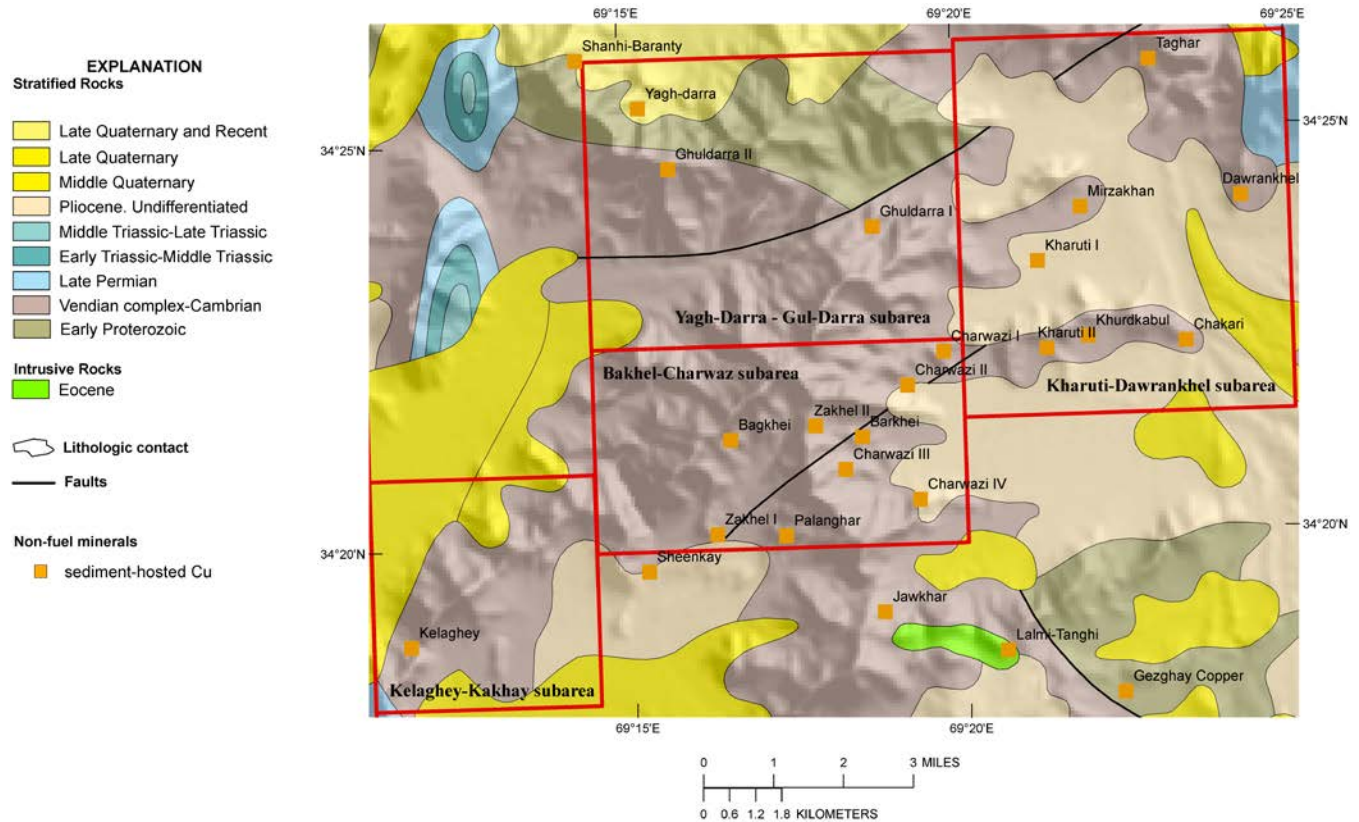 EXPLANATION
Stratified Rocks
Late Quaternary and Recent
Late Quaternary
Middle Quaternary
Pliocene. Undifferentiated
Middle Triassic-Late Triassic
Early Triassic-Middle Triassic
Late Permian
Vendian complex-Cambrian
Early Proterozoic
Intrusive Rocks
Eocene
Lithologic contact
Faults
Non-fuel minerals
sediment-hosted Cu
69°15'E
69°20'E
69°25'E
Shanhi-Baranty
Taghar
Yagh-darra
34°25'N
34°25'N
Ghuldarra II
Dawrankhel
Mirzakhan
Ghuldarra I
Kharuti I
Yagh-Darra - Gul-Darra subarea
Charwazi I
Kharuti II
Khurdkabul
Chakari
Bakhel-Charwaz subarea
Charwazi II
Kharuti-Dawrankhel subarea
Zakhel II
Bagkhei
Barkhei
Charwazi III
Charwazi IV
Zakhel I
Palanghar
34°20'N
34°20'N
Sheenkay
Jawkhar
Kelaghey
Lalmi-Tanghi
Gezghay Copper
Kelaghey-Kakhay subarea
69°15'E
69°20'E
0 1 2 3 MILES
0 0.6 1.2 1.8 KILOMETERS